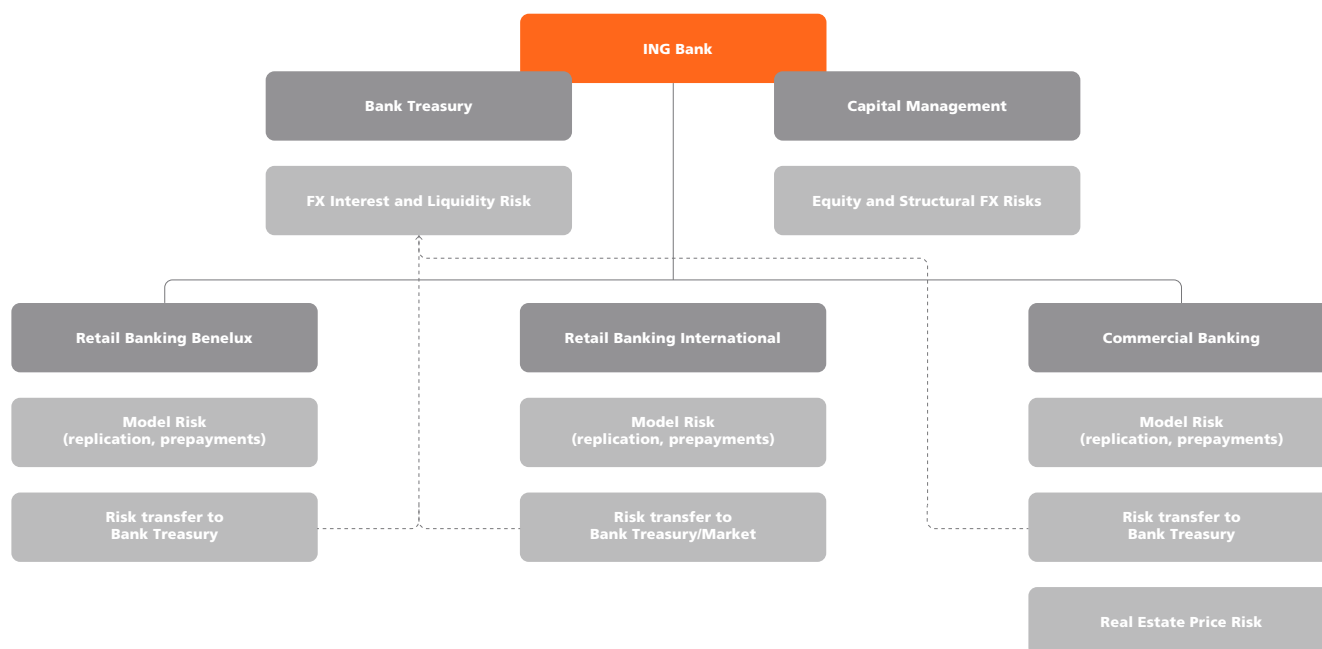 ING Bank
Bank Treasury
Capital Management
FX Interest and Liquidity Risk
Equity and Structural FX Risks
Retail Banking Benelux
Retail Banking International
Commercial Banking
Model Risk
(replication, prepayments)
Model Risk
(replication, prepayments)
Model Risk
(replication, prepayments)
Risk transfer to
Bank Treasury
Risk transfer to
Bank Treasury/Market
Risk transfer to
Bank Treasury
Real Estate Price Risk